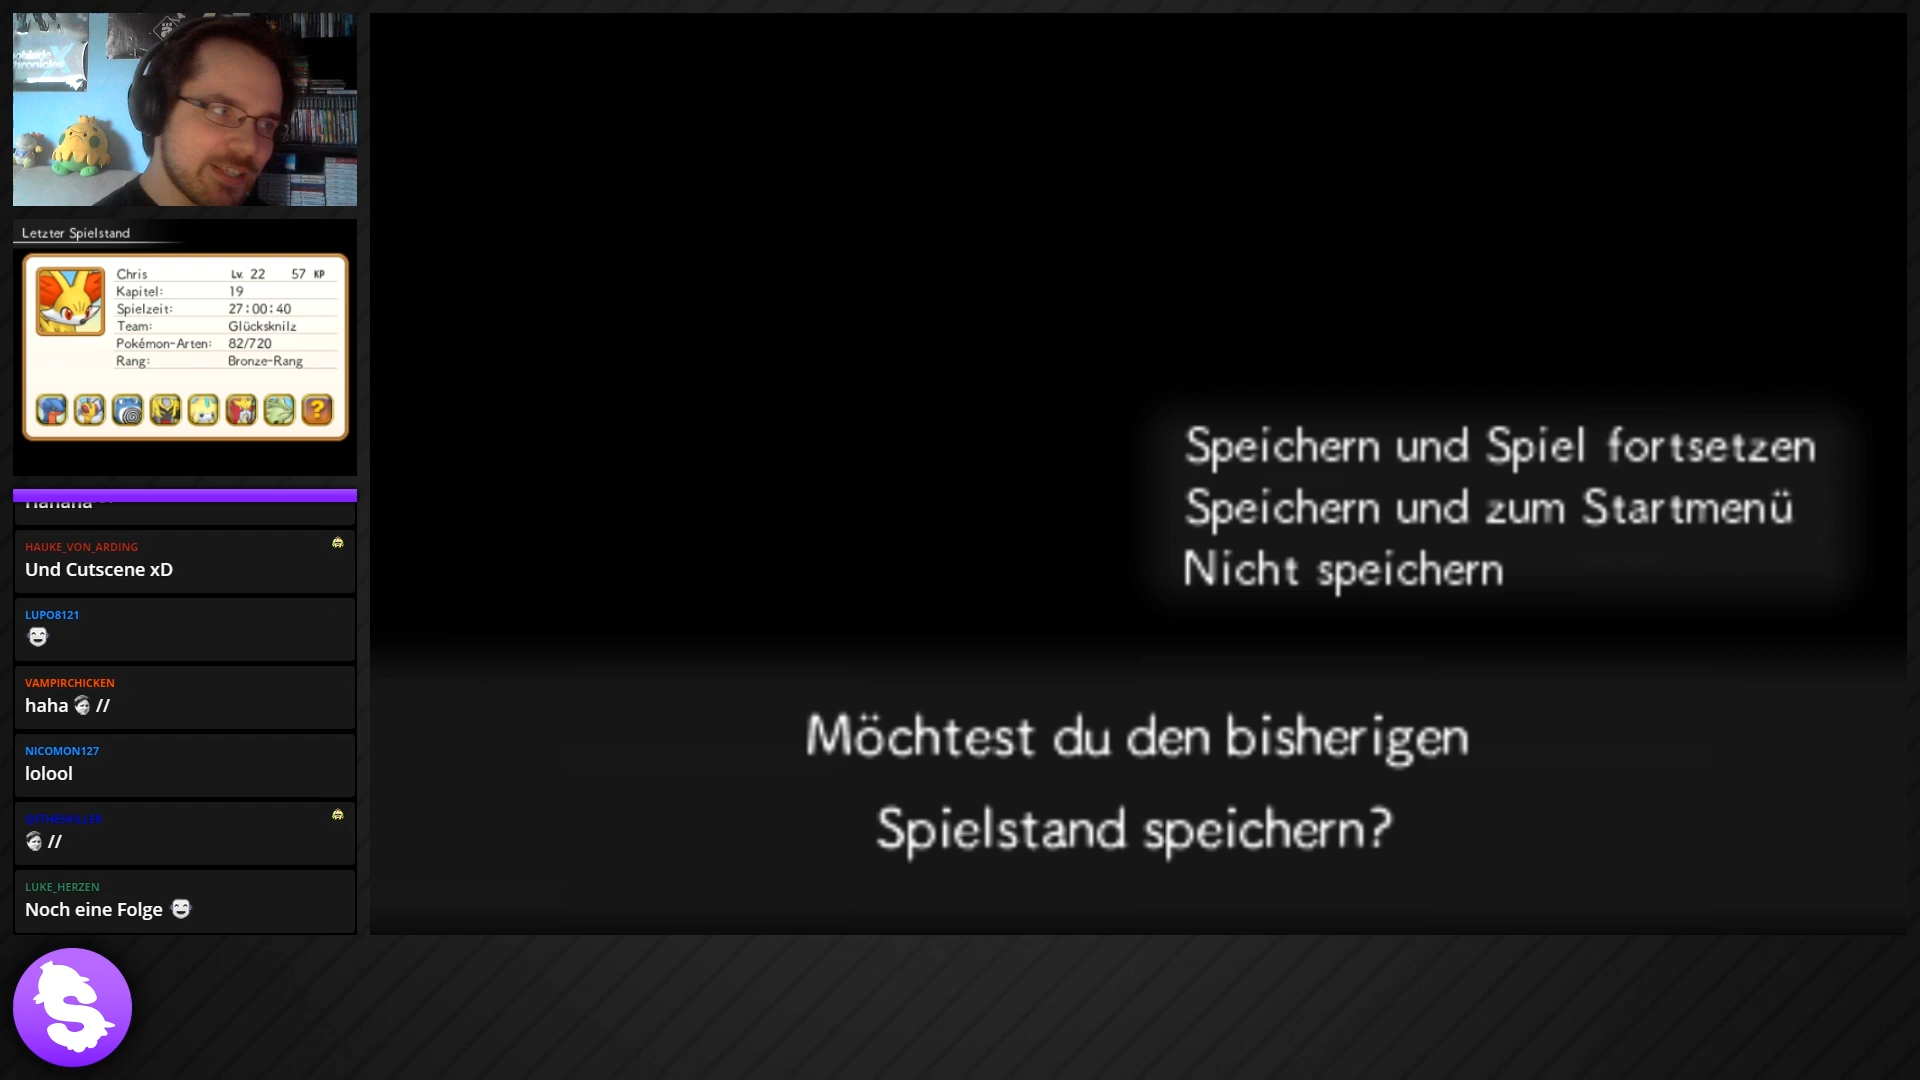 Letzter Spielstand
Chris Lv. 22 57 KP
Kapitel: 19
Spielzeit: 27:00:40
Team: Glücksknilz
Pokémon-Arten: 82/720
Rang: Bronze-Rang
?
HAUKE_VON_ARDING
Und Cutscene xD
LUPO8121
VAMPIRCHICKEN
haha //
NICOMON127
lolool
//
LUKE_HERZEN
Noch eine Folge
Speichern und Spiel fortsetzen
Speichern und zum Startmenü
Nicht speichern
Möchtest du den bisherigen
Spielstand speichern?
S